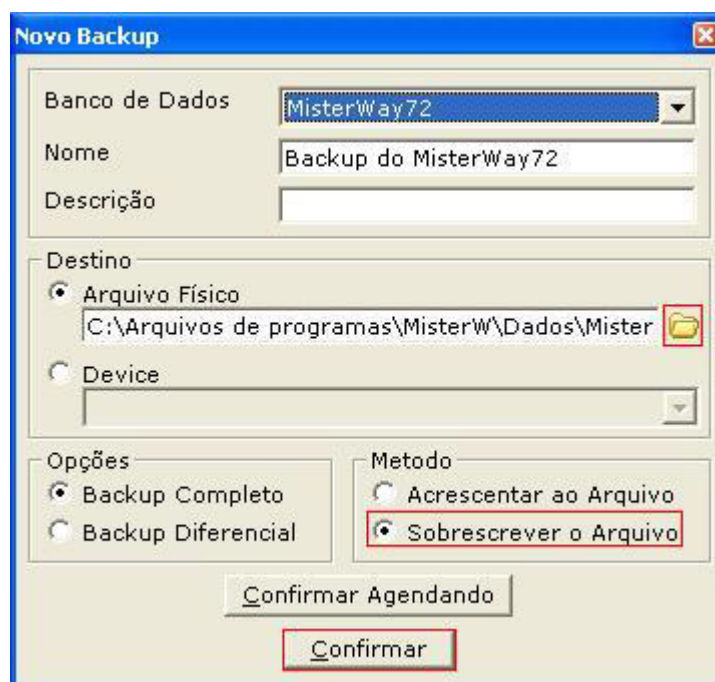 Novo Backup
Banco de Dados MisterWay72
Nome Backup do MisterWay72
Descrição
Destino
Arquivo Físico
C:\Arquivos de programas\MisterW\Dados\Mister
Device
Opções
Backup Completo
Backup Diferencial
Metodo
Acrescentar ao Arquivo
Sobrescrever o Arquivo
Confirmar Agendando
Confirmar